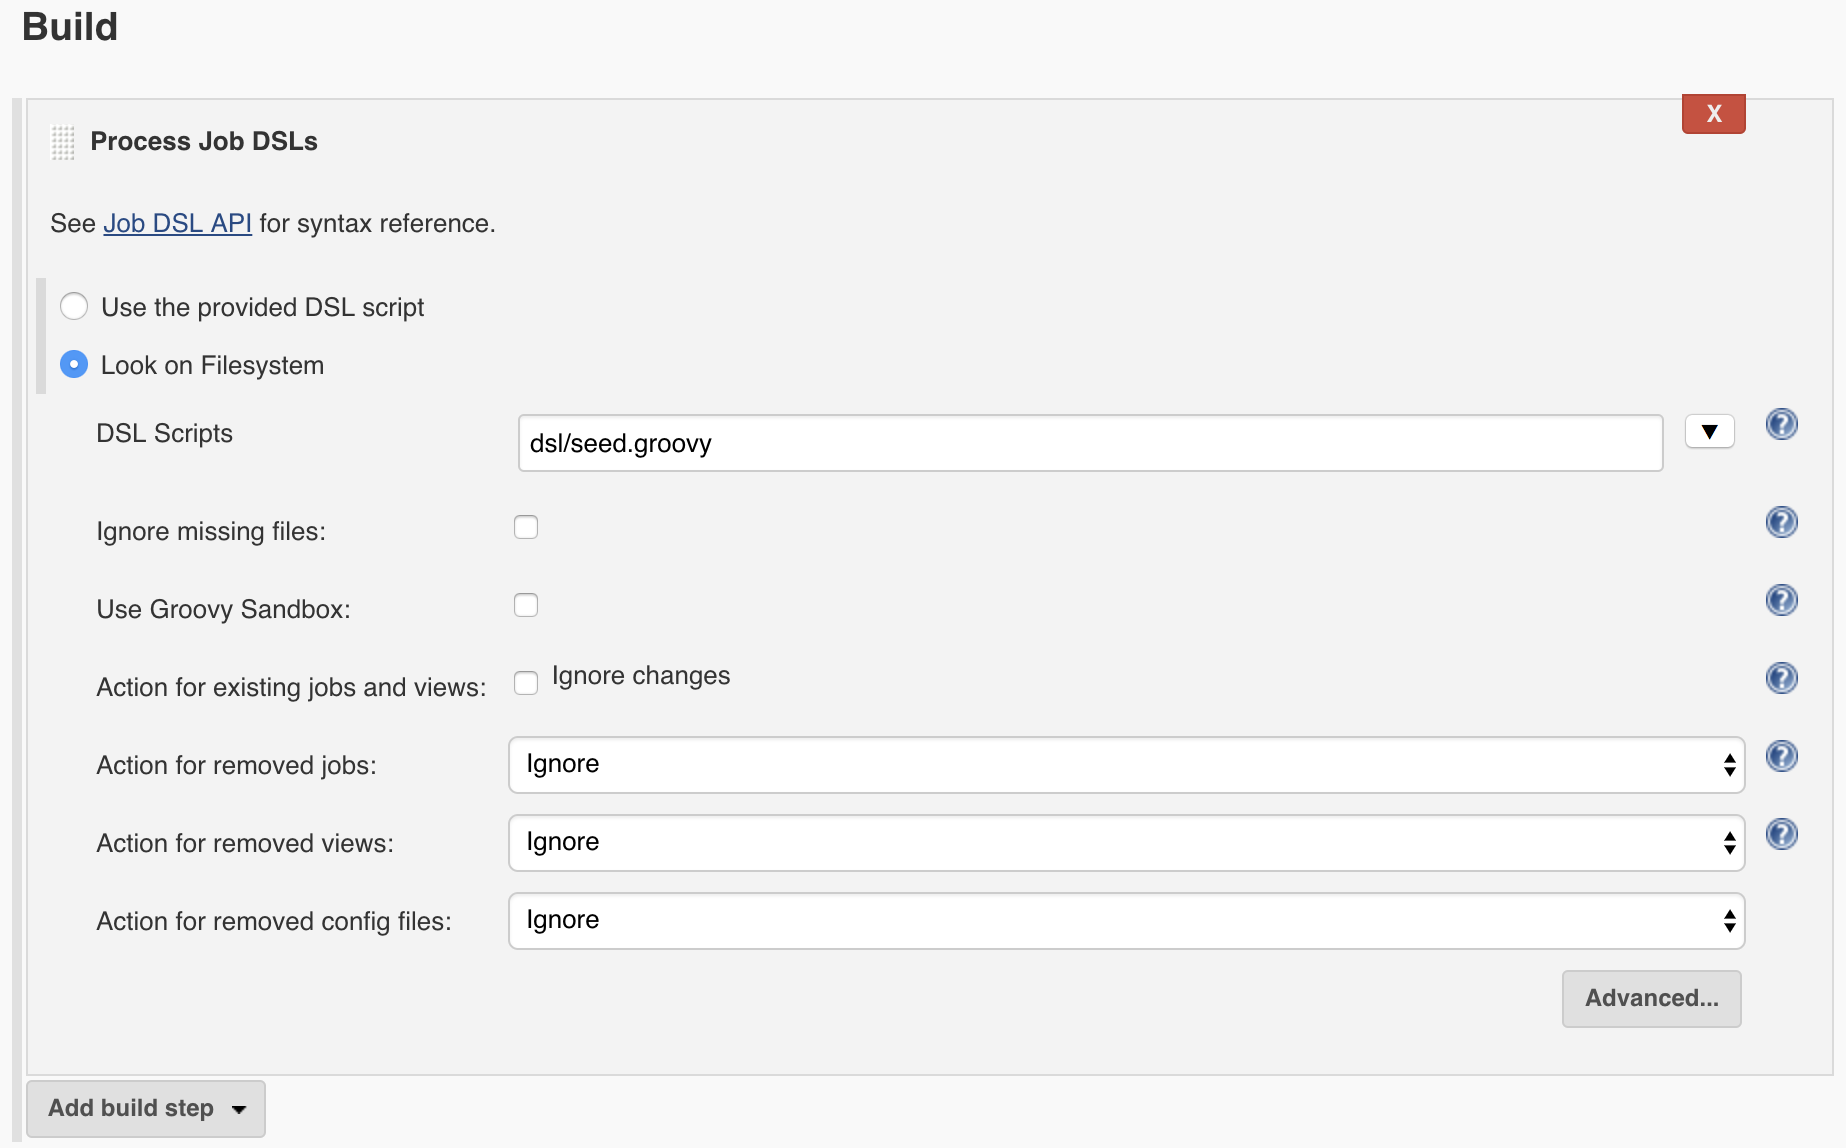 Build
X
Process Job DSLs
See Job DSL API for syntax reference.
Use the provided DSL script
Look on Filesystem
DSL Scripts dsl/seed.groovy
Ignore missing files:
Use Groovy Sandbox:
Action for existing jobs and views: Ignore changes
Action for removed jobs: Ignore
Action for removed views: Ignore
Action for removed config files: Ignore
Advanced...
Add build step